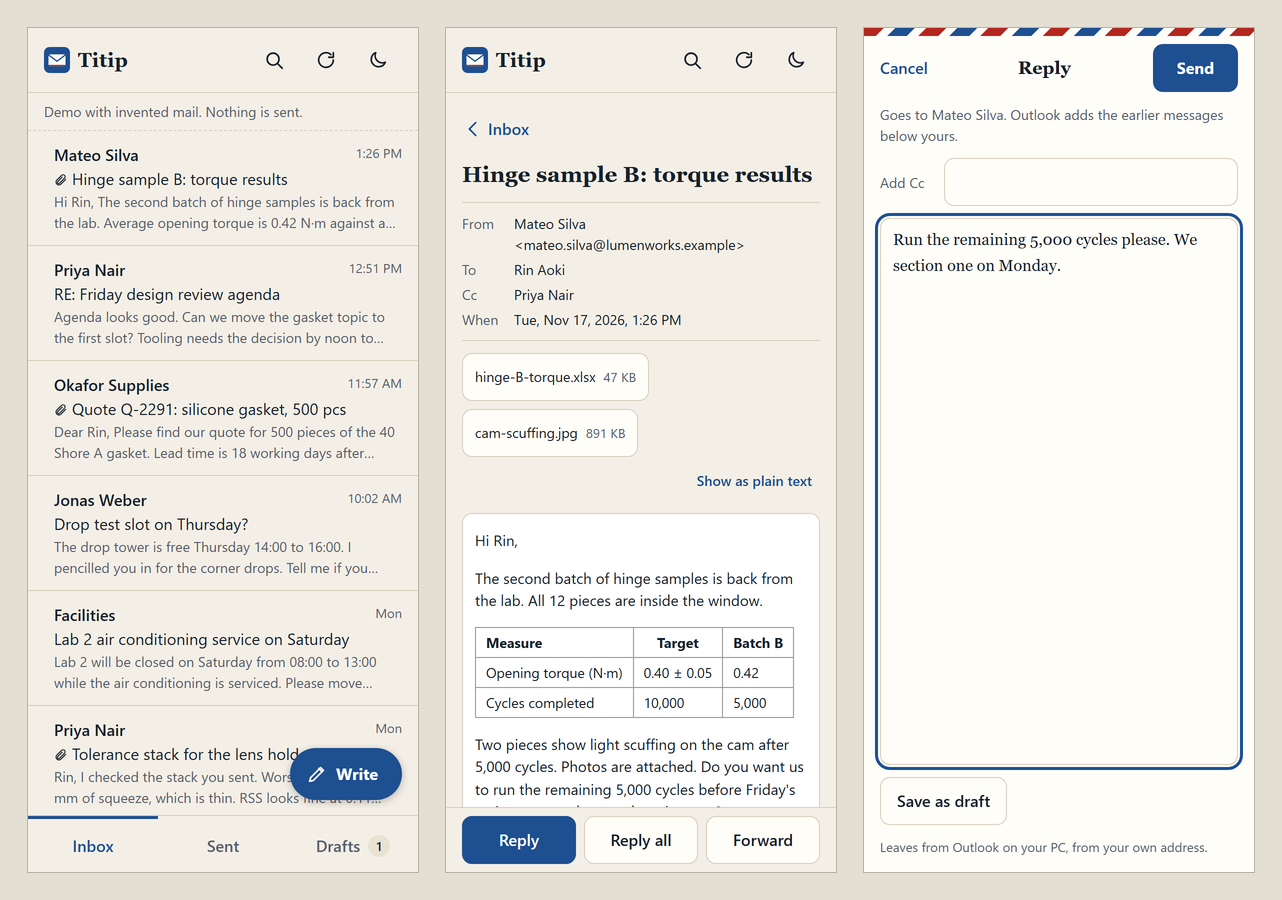 Titip
Demo with invented mail. Nothing is sent.
Mateo Silva 1:26 PM
Hinge sample B: torque results
Hi Rin, The second batch of hinge samples is back from
the lab. Average opening torque is 0.42 N·m against a...
Priya Nair 12:51 PM
RE: Friday design review agenda
Agenda looks good. Can we move the gasket topic to
the first slot? Tooling needs the decision by noon to...
Okafor Supplies 11:57 AM
Quote Q-2291: silicone gasket, 500 pcs
Dear Rin, Please find our quote for 500 pieces of the 40
Shore A gasket. Lead time is 18 working days after...
Jonas Weber 10:02 AM
Drop test slot on Thursday?
The drop tower is free Thursday 14:00 to 16:00. I
pencilled you in for the corner drops. Tell me if you...
Facilities Mon
Lab 2 air conditioning service on Saturday
Lab 2 will be closed on Saturday from 08:00 to 13:00
while the air conditioning is serviced. Please move...
Priya Nair Mon
Tolerance stack for the lens hold
Rin, I checked the stack you sent.
mm of squeeze, which is thin. RSS looks
Write
Inbox Sent Drafts 1
Titip
Inbox
Hinge sample B: torque results
From Mateo Silva
<mateo.silva@lumenworks.example>
To Rin Aoki
Cc Priya Nair
When Tue, Nov 17, 2026, 1:26 PM
hinge-B-torque.xlsx 47 KB
cam-scuffing.jpg 891 KB
Show as plain text
Hi Rin,
The second batch of hinge samples is back from
the lab. All 12 pieces are inside the window.
Measure Target Batch B
Opening torque (N·m) 0.40 ± 0.05 0.42
Cycles completed 10,000 5,000
Two pieces show light scuffing on the cam after
5,000 cycles. Photos are attached. Do you want us
to run the remaining 5,000 cycles before Friday's
Reply Reply all Forward
Cancel Reply Send
Goes to Mateo Silva. Outlook adds the earlier messages
below yours.
Add Cc
Run the remaining 5,000 cycles please. We
section one on Monday.
Save as draft
Leaves from Outlook on your PC, from your own address.